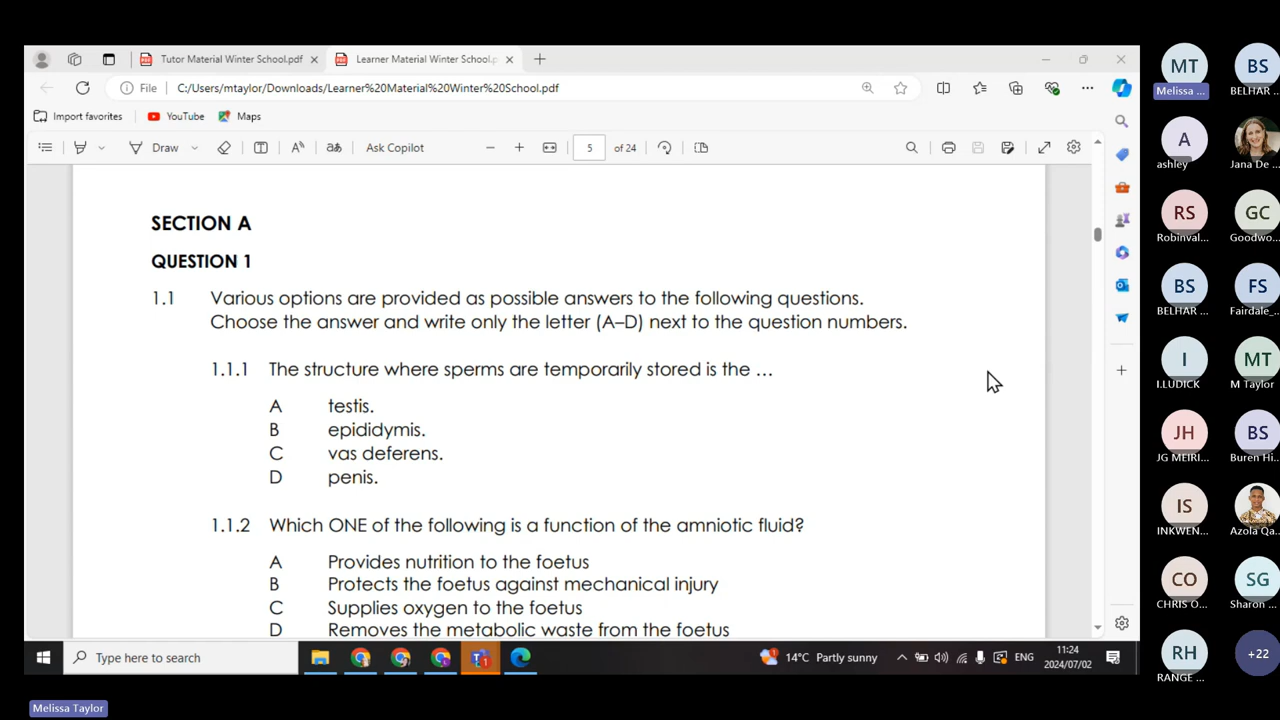 Tutor Material Winter School.pdf
Learner Material Winter School.p
File
C:/Users/mtaylor/Downloads/Learner%20Material%20Winter%20School.pdf
Import favorites
YouTube
Maps
Draw
Ask Copilot
5
of 24
SECTION A
QUESTION 1
1.1 Various options are provided as possible answers to the following questions.
Choose the answer and write only the letter (A–D) next to the question numbers.
1.1.1 The structure where sperms are temporarily stored is the …
A testis.
B epididymis.
C vas deferens.
D penis.
1.1.2 Which ONE of the following is a function of the amniotic fluid?
A Provides nutrition to the foetus
B Protects the foetus against mechanical injury
C Supplies oxygen to the foetus
D Removes the metabolic waste from the foetus
Type here to search
14°C Partly sunny
ENG
11:24
2024/07/02
Melissa Taylor
MT
Melissa ...
BS
BELHAR ...
A
ashley
Jana De ...
RS
Robinval...
GC
Goodwo...
BS
BELHAR ...
FS
Fairdale_...
I
I.LUDICK
MT
M Taylor
JH
JG MEIRI...
BS
Buren Hi...
IS
INKWEN...
Azola Qa...
CO
CHRIS O...
SG
Sharon ...
RH
RANGE ...
+22